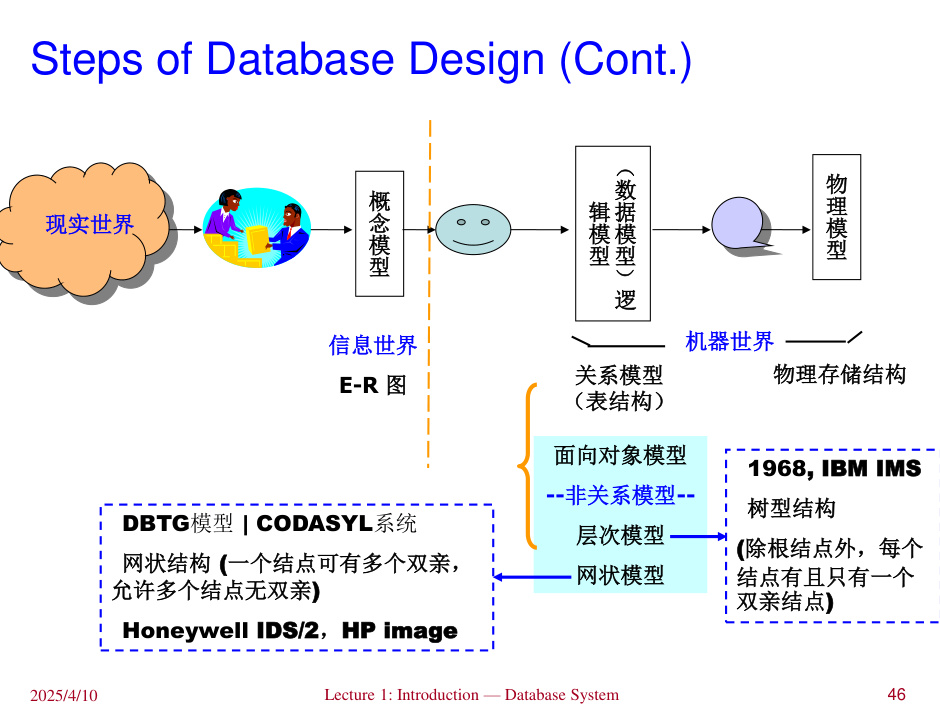 Steps of Database Design (Cont.)
现实世界
概念模型
（数据模型）逻
辑模型
物理模型
信息世界
E-R 图
机器世界
关系模型
（表结构）
物理存储结构
面向对象模型
--非关系模型--
层次模型
网状模型
1968, IBM IMS
树型结构
(除根结点外，每个
结点有且只有一个
双亲结点)
DBTG模型 | CODASYL系统
网状结构 (一个结点可有多个双亲，
允许多个结点无双亲)
Honeywell IDS/2，HP image
2025/4/10
Lecture 1: Introduction — Database System
46